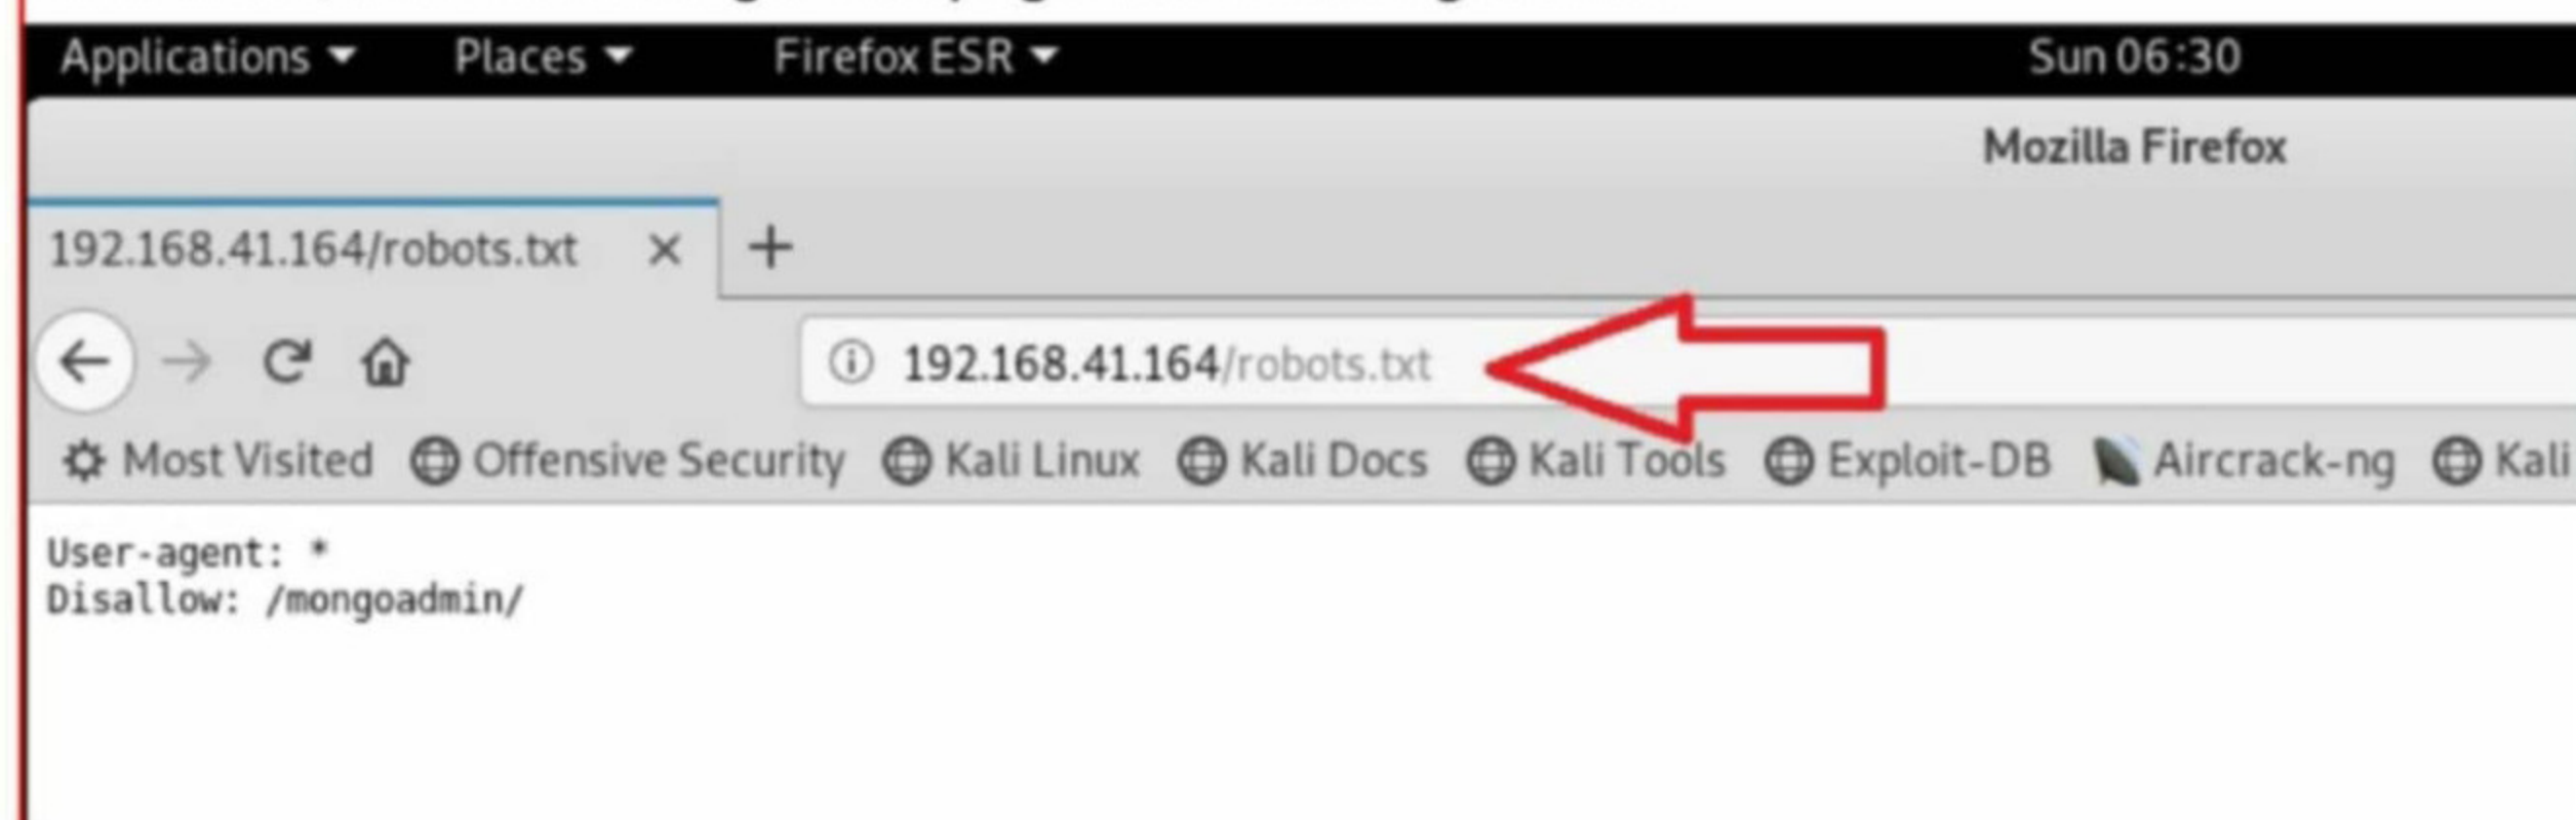 Applications Places Firefox ESR Sun 06:30
Mozilla Firefox
192.168.41.164/robots.txt
192.168.41.164/robots.txt
Most Visited Offensive Security Kali Linux Kali Docs Kali Tools Exploit-DB Aircrack-ng Kali
User-agent: *
Disallow: /mongoadmin/